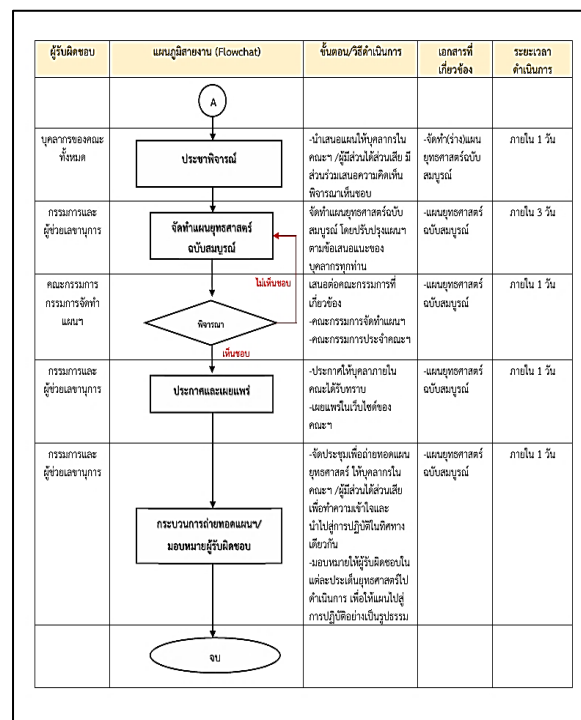 ผู้รับผิดชอบ
แผนภูมิสายงาน (Flowchat)
ขั้นตอน/วิธีดำเนินการ
เอกสารที่
เกี่ยวข้อง
ระยะเวลา
ดำเนินการ
A
บุคลากรของคณะ
ทั้งหมด
ประชาพิจารณ์
-นำเสนอแผนให้บุคลากรใน
คณะฯ /ผู้มีส่วนได้ส่วนเสีย มี
ส่วนร่วมเสนอความคิดเห็น
พิจารณาเห็นชอบ
-จัดทำ(ร่าง)แผน
ยุทธศาสตร์ฉบับ
สมบูรณ์
ภายใน 1 วัน
กรรมการและ
ผู้ช่วยเลขานุการ
จัดทำแผนยุทธศาสตร์
ฉบับสมบูรณ์
จัดทำแผนยุทธศาสตร์ฉบับ
สมบูรณ์ โดยปรับปรุงแผนฯ
ตามข้อเสนอแนะของ
บุคลากรทุกท่าน
-แผนยุทธศาสตร์
ฉบับสมบูรณ์
ภายใน 3 วัน
ไม่เห็นชอบ
คณะกรรมการ
กรรมการจัดทำ
แผนฯ
พิจารณา
เห็นชอบ
เสนอต่อคณะกรรมการที่
เกี่ยวข้อง
-คณะกรรมการจัดทำแผนฯ
-คณะกรรมการประจำคณะฯ
-แผนยุทธศาสตร์
ฉบับสมบูรณ์
ภายใน 1 วัน
กรรมการและ
ผู้ช่วยเลขานุการ
ประกาศและเผยแพร่
-ประกาศให้บุคลาภายใน
คณะได้รับทราบ
-เผยแพร่ในเว็บไซต์ของ
คณะฯ
-แผนยุทธศาสตร์
ฉบับสมบูรณ์
ภายใน 1 วัน
กรรมการและ
ผู้ช่วยเลขานุการ
กระบวนการถ่ายทอดแผนฯ/
มอบหมายผู้รับผิดชอบ
-จัดประชุมเพื่อถ่ายทอดแผน
ยุทธศาสตร์ ให้บุคลากรใน
คณะฯ /ผู้มีส่วนได้ส่วนเสีย
เพื่อทำความเข้าใจและ
นำไปสู่การปฏิบัติในทิศทาง
เดียวกัน
-มอบหมายให้ผู้รับผิดชอบใน
แต่ละประเด็นยุทธศาสตร์ไป
ดำเนินการ เพื่อให้แผนไปสู่
การปฏิบัติอย่างเป็นรูปธรรม
-แผนยุทธศาสตร์
ฉบับสมบูรณ์
ภายใน 1 วัน
จบ